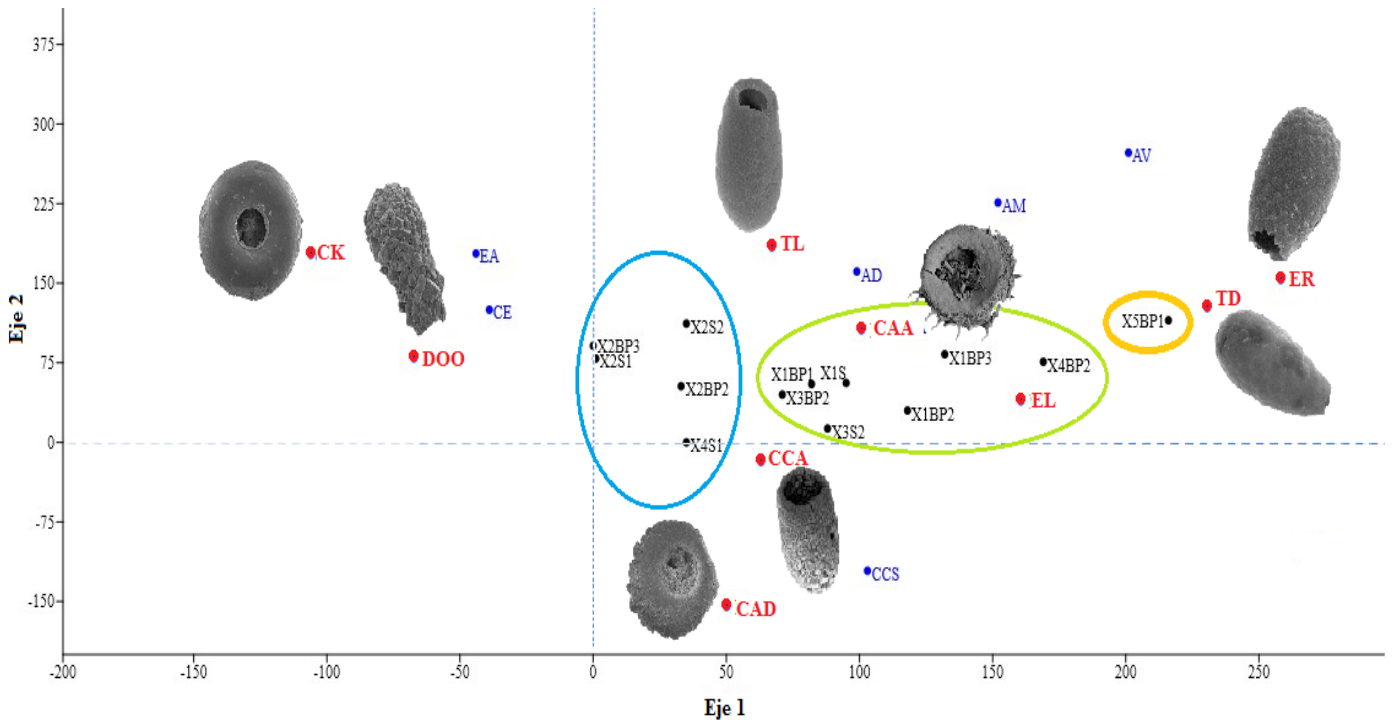 375
300
225
150
75
0
-75
-150
Eje 2
AV
AM
ER
TL
CK
EA
AD
TD
CE
X5BP1
X2S2
CAA
X2BP3
X2S1
DOO
X1BP3
X4BP2
X1BP1
X1S
X2BP2
X3BP2
EL
X1BP2
X3S2
X4S1
CCA
CCS
CAD
-200
-150
-100
-50
0
50
100
150
200
250
Eje 1